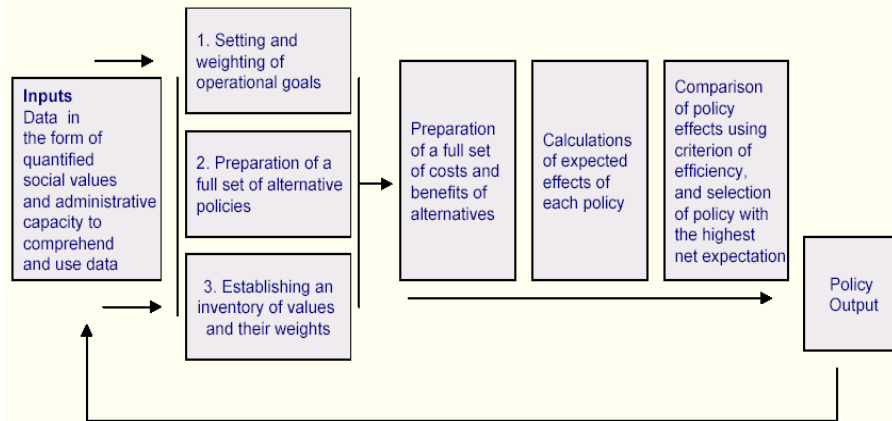 Inputs
Data in
the form of
quantified
social values
and administrative
capacity to
comprehend
and use data
1. Setting and
weighting of
operational goals
2. Preparation of a
full set of alternative
policies
3. Establishing an
inventory of values
and their weights
Preparation
of a full set
of costs and
benefits of
alternatives
Calculations
of expected
effects of
each policy
Comparison
of policy
effects using
criterion of
efficiency,
and selection
of policy with
the highest
net expectation
Policy
Output